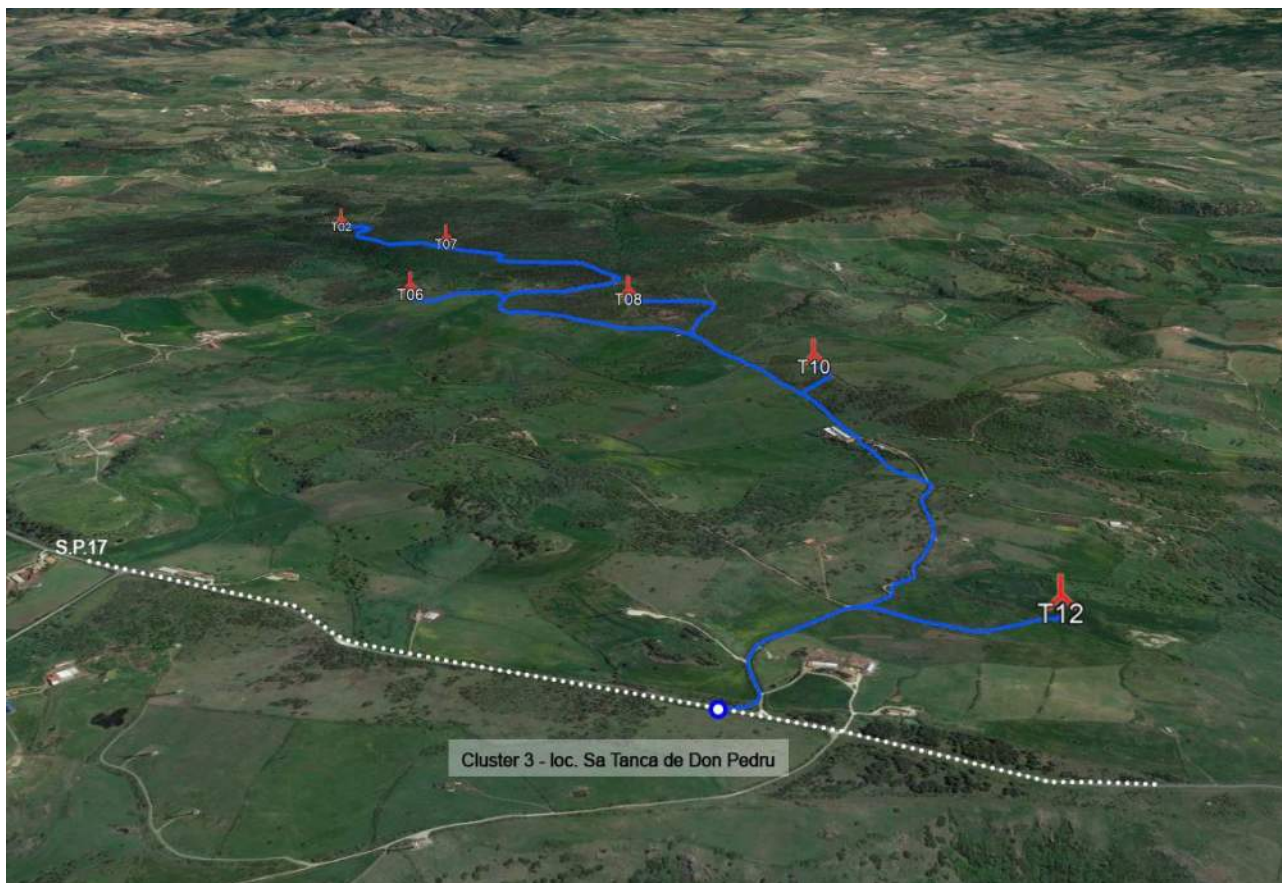 T02
T07
T06
T08
T10
S.P.17
T12
Cluster 3 - loc. Sa Tanca de Don Pedru